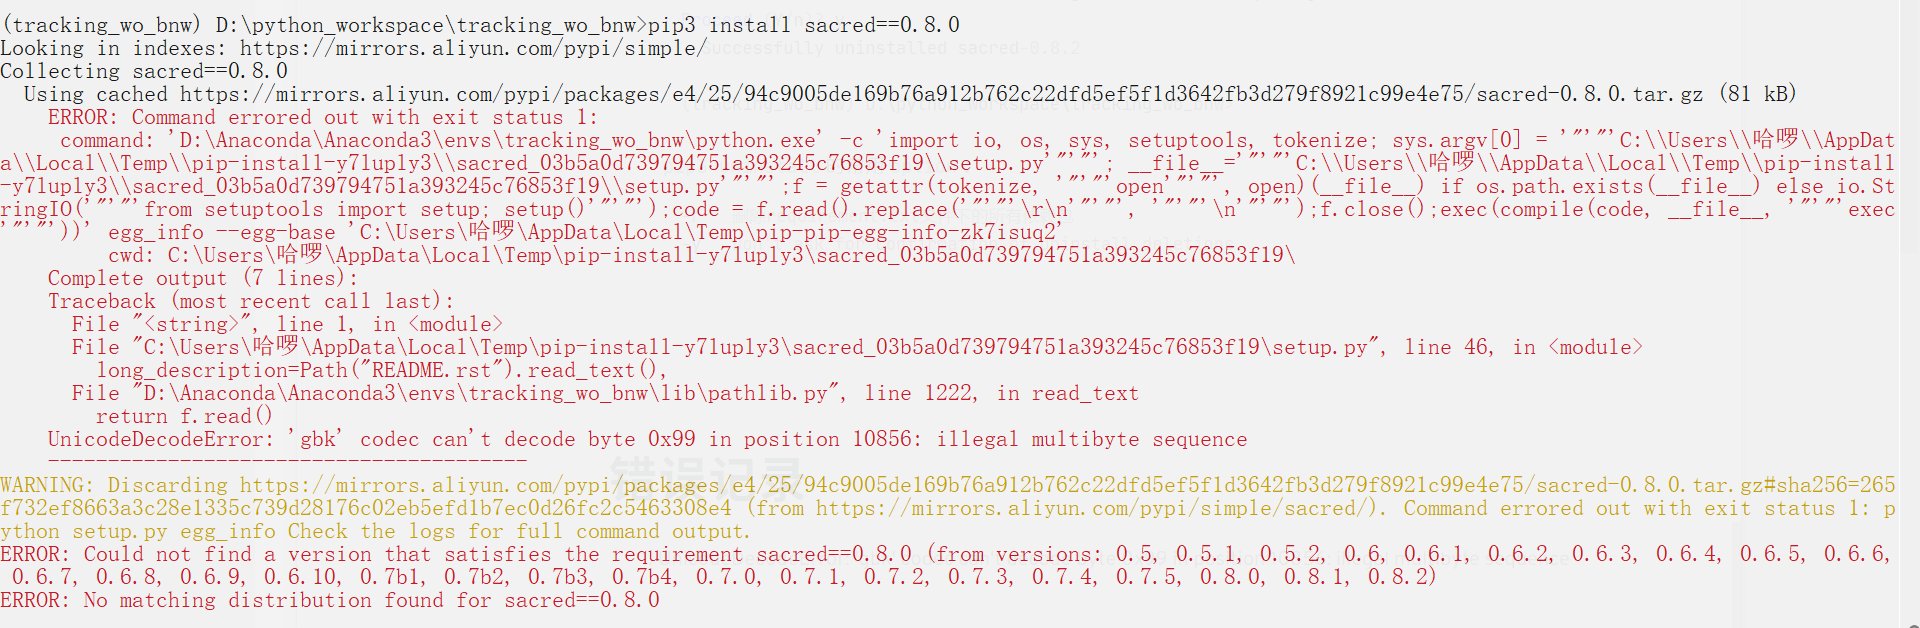 (tracking_wo_bnw) D:\python_workspace\tracking_wo_bnw>pip3 install sacred==0.8.0
Looking in indexes: https://mirrors.aliyun.com/pypi/simple/
Successfully uninstalled sacred-0.8.2
Collecting sacred==0.8.0
Using cached https://mirrors.aliyun.com/pypi/packages/e4/25/94c9005de169b76a912b762c22dfd5ef5f1d3642fb3d279f8921c99e4e75/sacred-0.8.0.tar.gz (81 kB)
ERROR: Command errored out with exit status 1:
command: 'D:\Anaconda\Anaconda3\envs\tracking_wo_bnw\python.exe' -c 'import io, os, sys, setuptools, tokenize; sys.argv[0] = '"'"'C:\\Users\\哈啰\\AppDat
a\\Local\\Temp\\pip-install-y7luply3\\sacred_03b5a0d739794751a393245c76853f19\\setup.py'"'"'; __file__='"'"'C:\\Users\\哈啰\\AppData\\Local\\Temp\\pip-install
-y7luply3\\sacred_03b5a0d739794751a393245c76853f19\\setup.py'"'"';f = getattr(tokenize, '"'"'open'"'"', open)(__file__) if os.path.exists(__file__) else io.St
ringIO('"'"'from setuptools import setup; setup()'"'"');code = f.read().replace('"'"'\r\n'"'"', '"'"'\n'"'"');f.close();exec(compile(code, __file__, '"'"'exec
'"'"'))' egg_info --egg-base 'C:\Users\哈啰\AppData\Local\Temp\pip-pip-egg-info-zk7isuq2'
cwd: C:\Users\哈啰\AppData\Local\Temp\pip-install-y7luply3\sacred_03b5a0d739794751a393245c76853f19\
Complete output (7 lines):
Traceback (most recent call last):
File "<string>", line 1, in <module>
File "C:\Users\哈啰\AppData\Local\Temp\pip-install-y7luply3\sacred_03b5a0d739794751a393245c76853f19\setup.py", line 46, in <module>
long_description=Path("README.rst").read_text(),
File "D:\Anaconda\Anaconda3\envs\tracking_wo_bnw\lib\pathlib.py", line 1222, in read_text
return f.read()
UnicodeDecodeError: 'gbk' codec can't decode byte 0x99 in position 10856: illegal multibyte sequence
----------------------------------------
错误记录
WARNING: Discarding https://mirrors.aliyun.com/pypi/packages/e4/25/94c9005de169b76a912b762c22dfd5ef5f1d3642fb3d279f8921c99e4e75/sacred-0.8.0.tar.gz#sha256=265
f732ef8663a3c28e1335c739d28176c02eb5efd1b7ec0d26fc2c5463308e4 (from https://mirrors.aliyun.com/pypi/simple/sacred/). Command errored out with exit status 1: p
ython setup.py egg_info Check the logs for full command output.
ERROR: Could not find a version that satisfies the requirement sacred==0.8.0 (from versions: 0.5, 0.5.1, 0.5.2, 0.6, 0.6.1, 0.6.2, 0.6.3, 0.6.4, 0.6.5, 0.6.6,
0.6.7, 0.6.8, 0.6.9, 0.6.10, 0.7b1, 0.7b2, 0.7b3, 0.7b4, 0.7.0, 0.7.1, 0.7.2, 0.7.3, 0.7.4, 0.7.5, 0.8.0, 0.8.1, 0.8.2)
ERROR: No matching distribution found for sacred==0.8.0